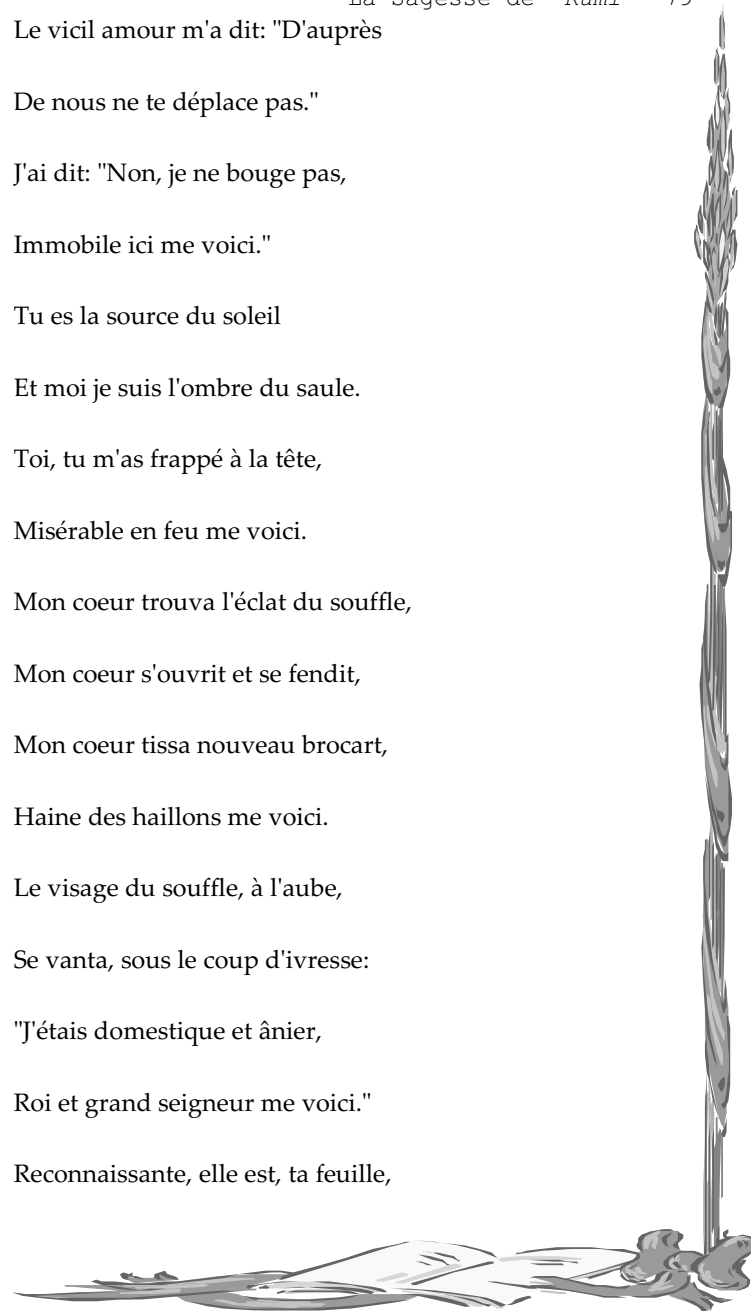 La Sagesse de "Rumi" 79
Le vicil amour m'a dit: "D'auprès
De nous ne te déplace pas."
J'ai dit: "Non, je ne bouge pas,
Immobile ici me voici."
Tu es la source du soleil
Et moi je suis l'ombre du saule.
Toi, tu m'as frappé à la tête,
Misérable en feu me voici.
Mon coeur trouva l'éclat du souffle,
Mon coeur s'ouvrit et se fendit,
Mon coeur tissa nouveau brocart,
Haine des haillons me voici.
Le visage du souffle, à l'aube,
Se vanta, sous le coup d'ivresse:
"J'étais domestique et ânier,
Roi et grand seigneur me voici."
Reconnaissante, elle est, ta feuille,